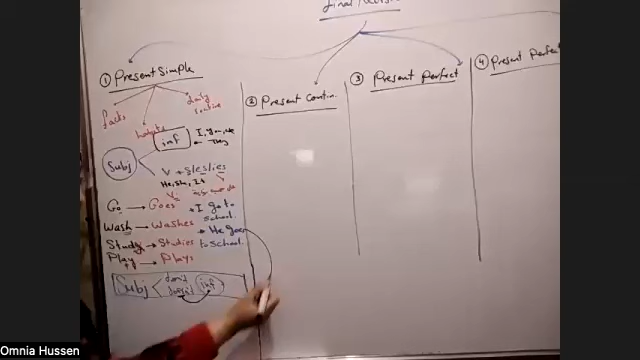 ① Present Simple
facts
habits
daily
routine
Subj
inf
I, you, we
They
V + s/es/ies
He, She, It
Go → Goes
Wash → Washes
Study → Studies
Play → Plays
+ I go to
school.
+ He goes
to school.
Subj
don't
doesn't
inf
② Present Contin.
③ Present Perfect
④ Present Perfect
Omnia Hussen